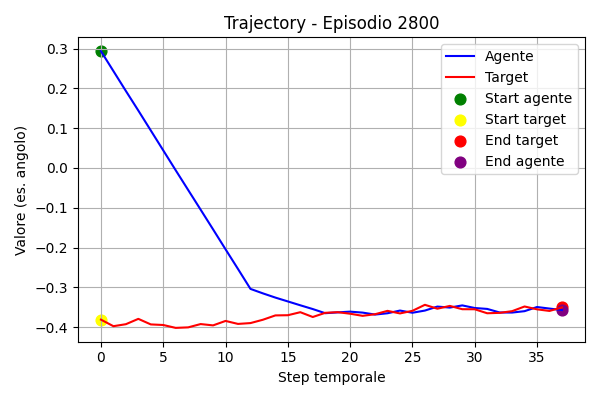 Trajectory - Episodio 2800
Valore (es. angolo)
0.3
0.2
0.1
0.0
−0.1
−0.2
−0.3
−0.4
Agente
Target
Start agente
Start target
End target
End agente
0 5 10 15 20 25 30 35
Step temporale